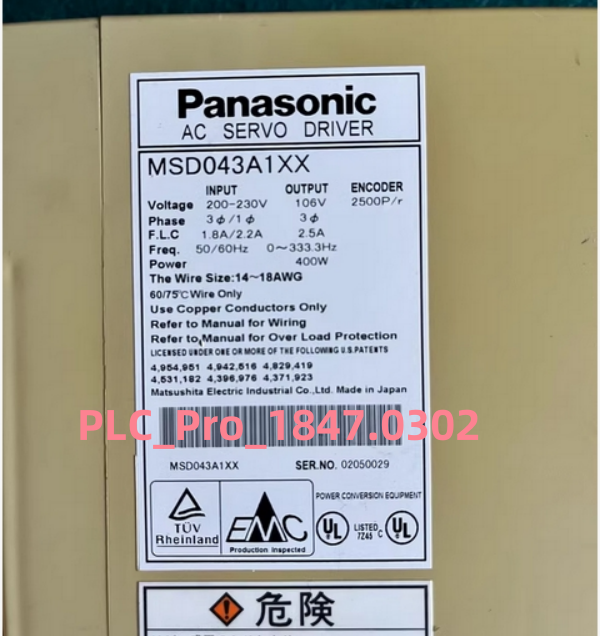 Panasonic
AC SERVO DRIVER
MSD043A1XX
INPUT OUTPUT ENCODER
Voltage 200-230V 106V 2500P/r
Phase 3ϕ/1ϕ 3ϕ
F.L.C 1.8A/2.2A 2.5A
Freq. 50/60Hz 0~333.3Hz
Power 400W
The Wire Size:14~18AWG
60/75℃ Wire Only
Use Copper Conductors Only
Refer to Manual for Wiring
Refer to Manual for Over Load Protection
LICENSED UNDER ONE OR MORE OF THE FOLLOWING U.S.PATENTS
4,954,951 4,942,516 4,829,419
4,531,182 4,396,976 4,371,923
Matsushita Electric Industrial Co.,Ltd. Made in Japan
PLC_Pro_1847.0302
MSD043A1XX SER.NO. 02050029
POWER CONVERSION EQUIPMENT
TÜV
Rheinland
EMC
Production Inspected
UL LISTED 7Z45 C UL
危険